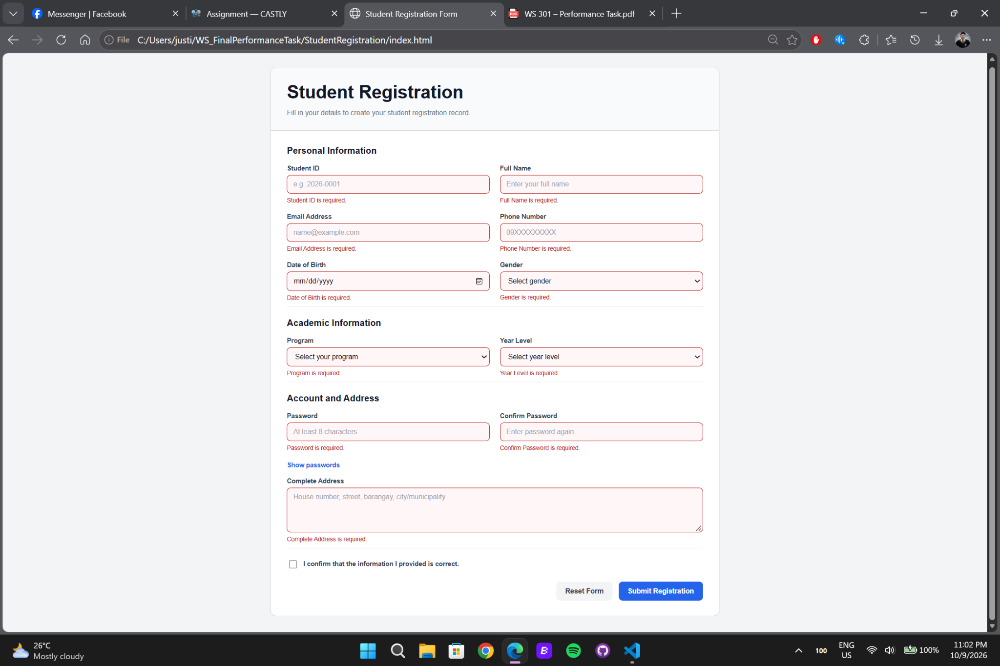 Messenger | Facebook
Assignment — CASTLY
Student Registration Form
PDF
WS 301 – Performance Task.pdf
File
C:/Users/justi/WS_FinalPerformanceTask/StudentRegistration/index.html
Student Registration
Fill in your details to create your student registration record.
Personal Information
Student ID
Full Name
e.g. 2026-0001
Enter your full name
Student ID is required.
Full Name is required.
Email Address
Phone Number
name@example.com
09XXXXXXXXX
Email Address is required.
Phone Number is required.
Date of Birth
Gender
mm/dd/yyyy
Select gender
Date of Birth is required.
Gender is required.
Academic Information
Program
Year Level
Select your program
Select year level
Program is required.
Year Level is required.
Account and Address
Password
Confirm Password
At least 8 characters
Enter password again
Password is required.
Confirm Password is required.
Show passwords
Complete Address
House number, street, barangay, city/municipality
Complete Address is required.
I confirm that the information I provided is correct.
Reset Form
Submit Registration
26°C
Mostly cloudy
B
100
ENG
US
100%
11:02 PM
10/9/2026